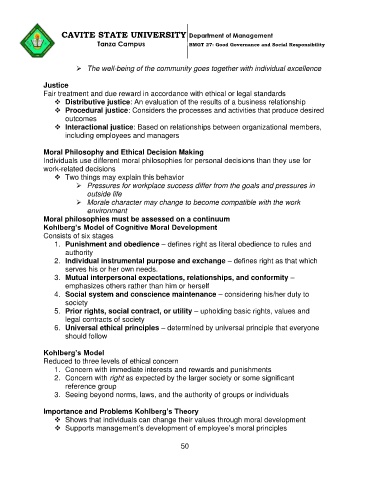 CAVITE STATE UNIVERSITY Department of Management
Tanza Campus BMGT 27- Good Governance and Social Responsibility
➢ The well-being of the community goes together with individual excellence
Justice
Fair treatment and due reward in accordance with ethical or legal standards
❖ Distributive justice: An evaluation of the results of a business relationship
❖ Procedural justice: Considers the processes and activities that produce desired
outcomes
❖ Interactional justice: Based on relationships between organizational members,
including employees and managers
Moral Philosophy and Ethical Decision Making
Individuals use different moral philosophies for personal decisions than they use for
work-related decisions
❖ Two things may explain this behavior
➢ Pressures for workplace success differ from the goals and pressures in
outside life
➢ Morale character may change to become compatible with the work
environment
Moral philosophies must be assessed on a continuum
Kohlberg's Model of Cognitive Moral Development
Consists of six stages
1. Punishment and obedience – defines right as literal obedience to rules and
authority
2. Individual instrumental purpose and exchange – defines right as that which
serves his or her own needs.
3. Mutual interpersonal expectations, relationships, and conformity –
emphasizes others rather than him or herself
4. Social system and conscience maintenance – considering his/her duty to
society
5. Prior rights, social contract, or utility – upholding basic rights, values and
legal contracts of society
6. Universal ethical principles – determined by universal principle that everyone
should follow
Kohlberg's Model
Reduced to three levels of ethical concern
1. Concern with immediate interests and rewards and punishments
2. Concern with right as expected by the larger society or some significant
reference group
3. Seeing beyond norms, laws, and the authority of groups or individuals
Importance and Problems Kohlberg's Theory
❖ Shows that individuals can change their values through moral development
❖ Supports management's development of employee's moral principles
50